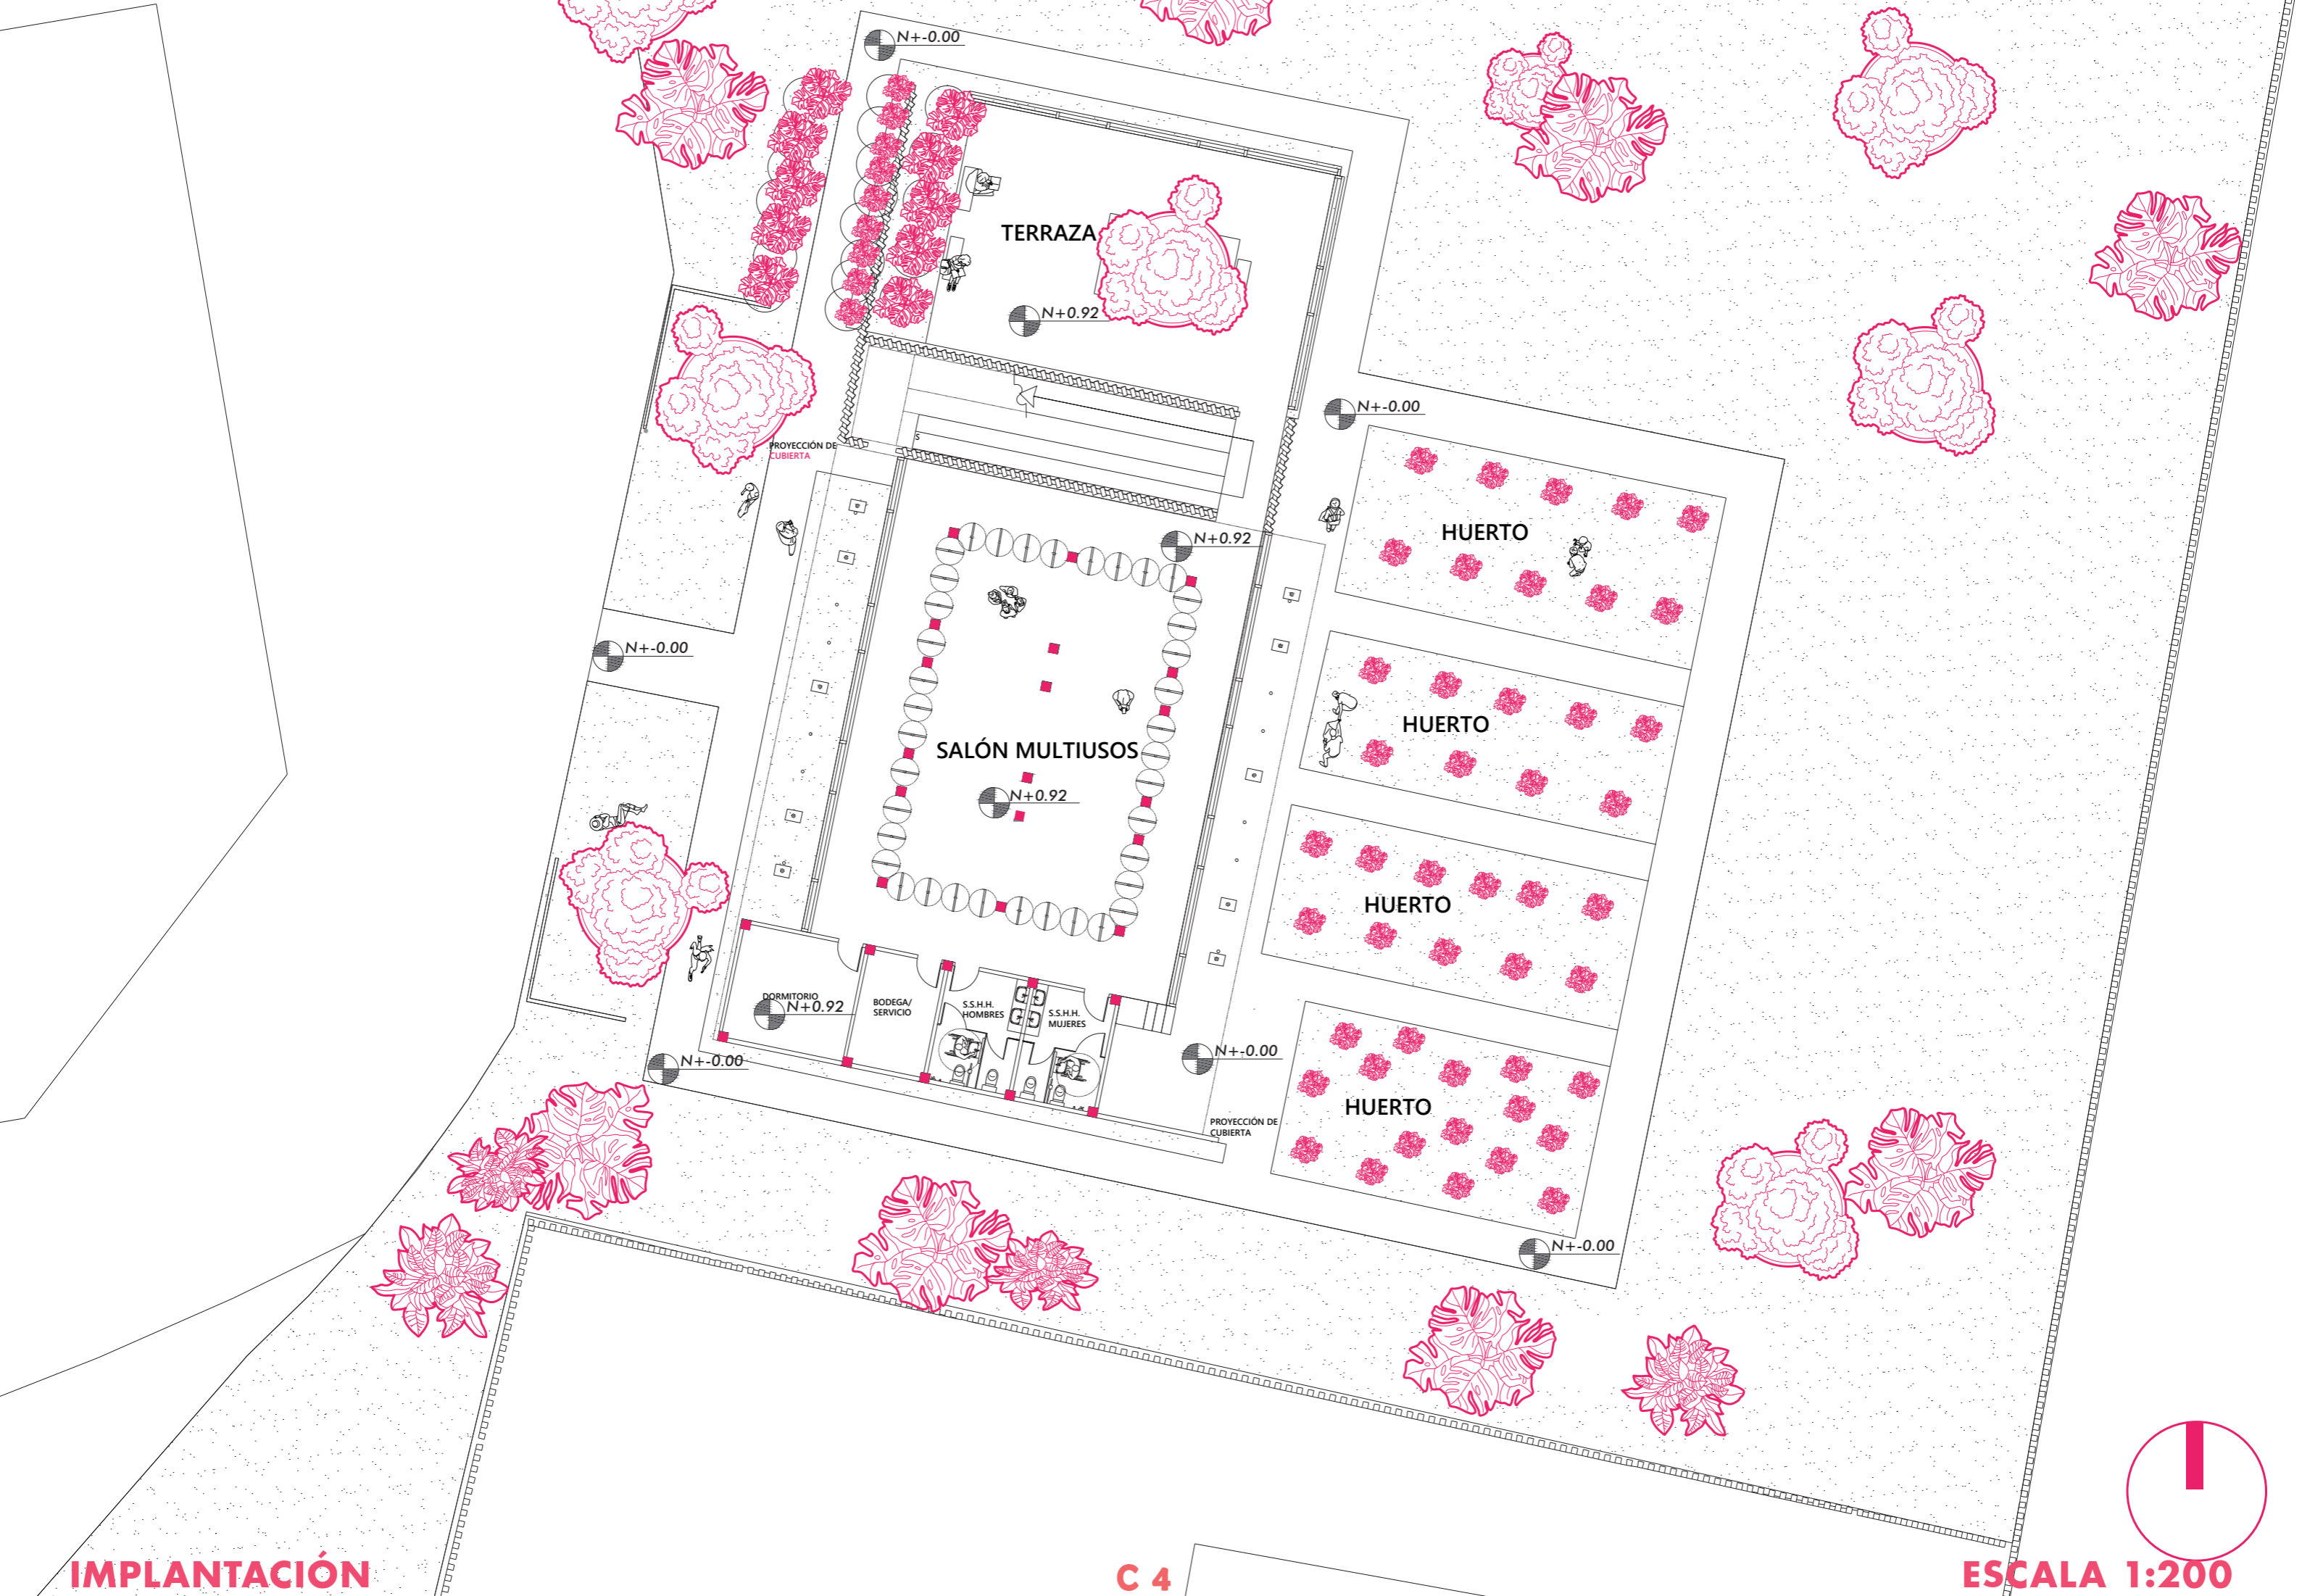 N+-0.00
TERRAZA
N+0.92
N+-0.00
PROYECCIÓN DE
CUBIERTA
S
HUERTO
N+0.92
N+-0.00
HUERTO
SALÓN MULTIUSOS
N+0.92
HUERTO
DORMITORIO
N+0.92
BODEGA/
SERVICIO
S.S.H.H.
HOMBRES
S.S.H.H.
MUJERES
N+-0.00
N+-0.00
HUERTO
PROYECCIÓN DE
CUBIERTA
N+-0.00
IMPLANTACIÓN
C 4
ESCALA 1:200